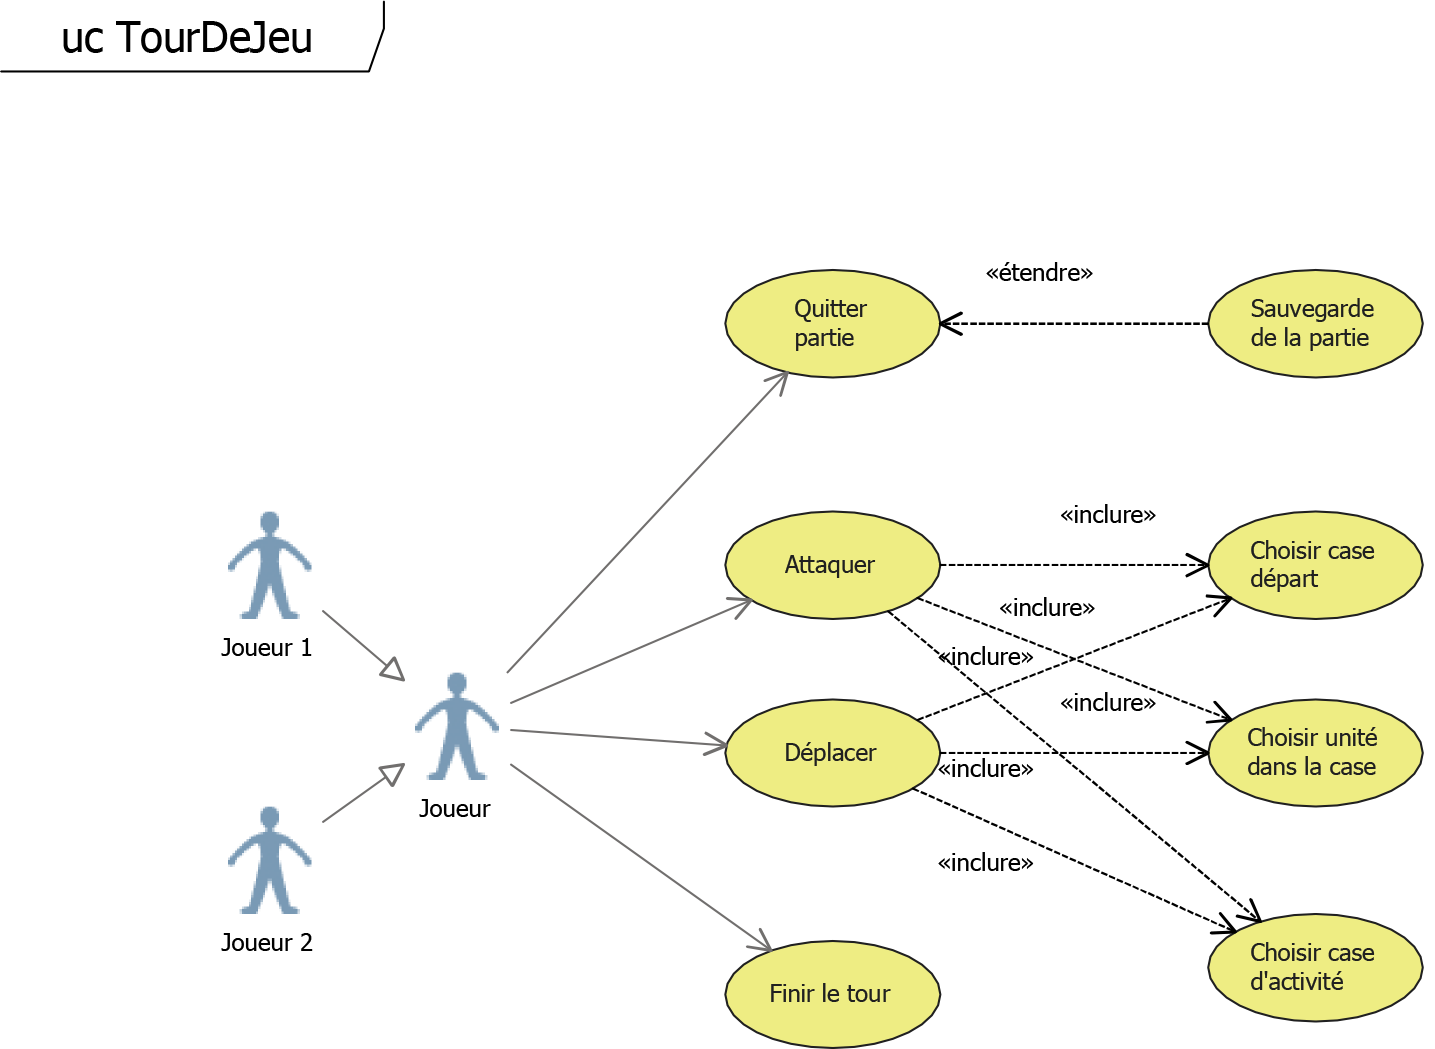 uc TourDeJeu
«étendre»
Quitter
partie
Sauvegarde
de la partie
«inclure»
Attaquer
Choisir case
départ
«inclure»
Joueur 1
«inclure»
«inclure»
Déplacer
Choisir unité
dans la case
«inclure»
Joueur
«inclure»
Joueur 2
Finir le tour
Choisir case
d'activité